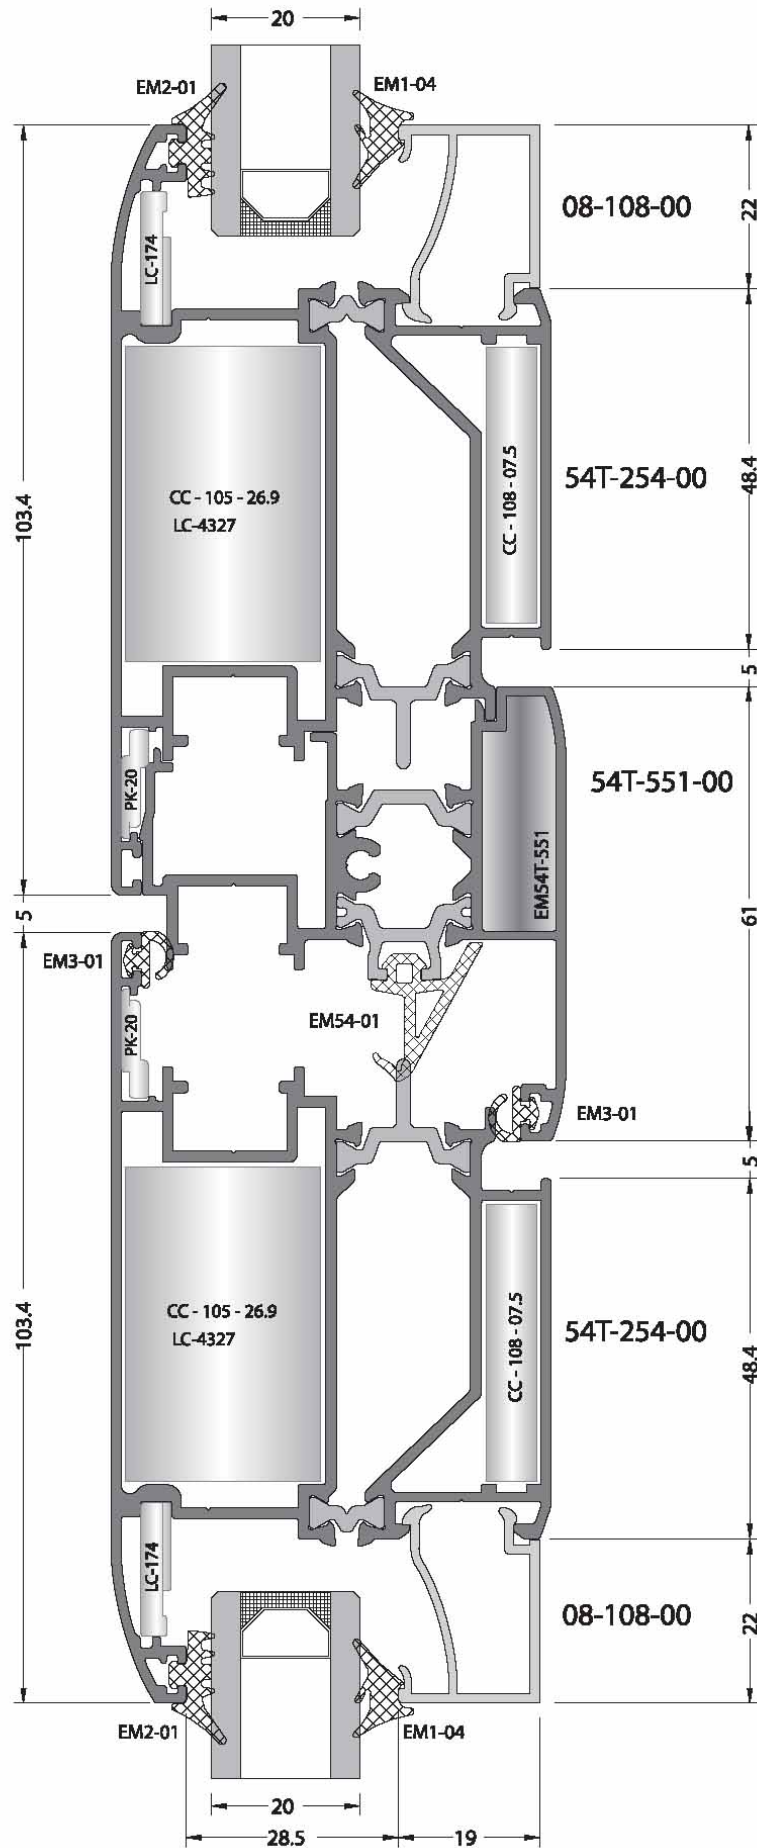 20
EM2-01
EM1-04
08-108-00
22
LC-174
103.4
CC - 105 - 26.9
LC-4327
CC - 108 - 07.5
54T-254-00
48.4
5
54T-551-00
PK-20
EM54T-551
61
5
EM3-01
EM54-01
PK-20
EM3-01
5
103.4
CC - 105 - 26.9
LC-4327
CC - 108 - 07.5
54T-254-00
48.4
LC-174
08-108-00
22
EM2-01
EM1-04
20
28.5
19